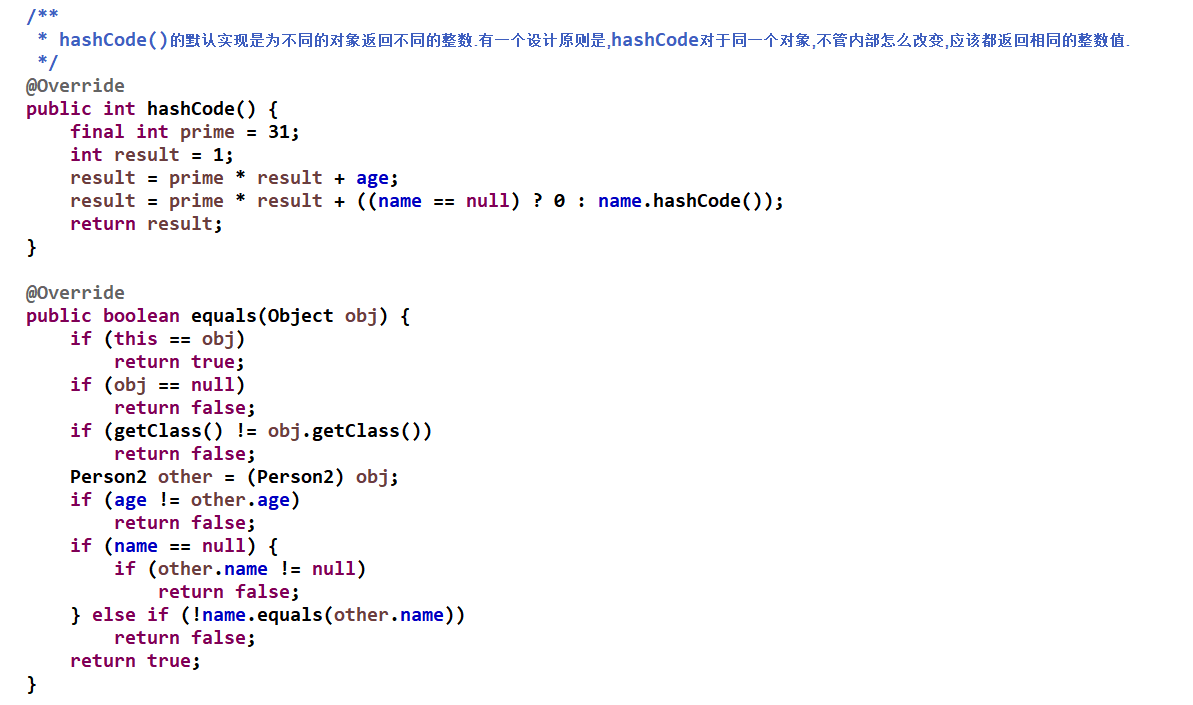 /**
 * hashCode()的默认实现是为不同的对象返回不同的整数.有一个设计原则是,hashCode对于同一个对象,不管内部怎么改变,应该都返回相同的整数值.
 */
@Override
public int hashCode() {
    final int prime = 31;
    int result = 1;
    result = prime * result + age;
    result = prime * result + ((name == null) ? 0 : name.hashCode());
    return result;
}

@Override
public boolean equals(Object obj) {
    if (this == obj)
        return true;
    if (obj == null)
        return false;
    if (getClass() != obj.getClass())
        return false;
    Person2 other = (Person2) obj;
    if (age != other.age)
        return false;
    if (name == null) {
        if (other.name != null)
            return false;
    } else if (!name.equals(other.name))
        return false;
    return true;
}